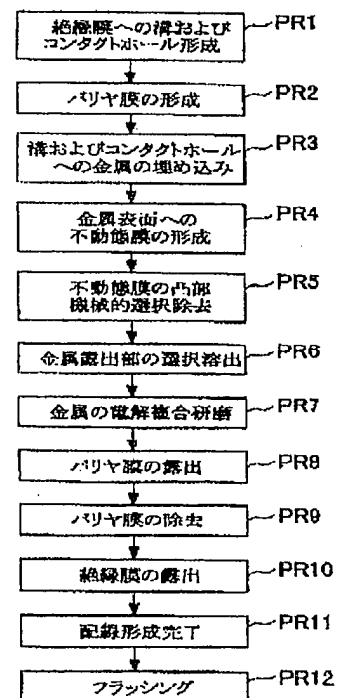 絶縁膜への溝および
コンタクトホール形成
PR1
バリヤ膜の形成
PR2
溝およびコンタクトホール
への金属の埋め込み
PR3
金属表面への
不動態膜の形成
PR4
不動態膜の凸部
機械的選択除去
PR5
金属露出部の選択溶出
PR6
金属の電解複合研磨
PR7
バリヤ膜の露出
PR8
バリヤ膜の除去
PR9
絶縁膜の露出
PR10
配線形成完了
PR11
フラッシング
PR12